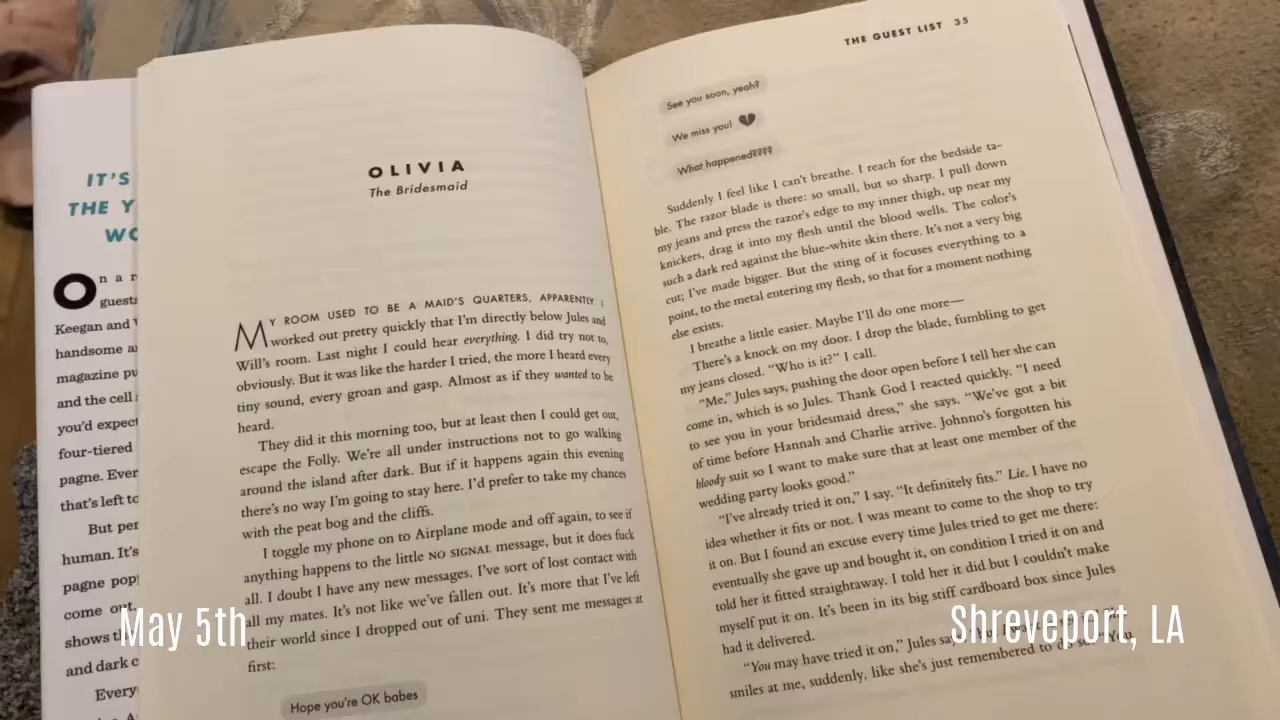 IT'S
THE Y
WO
On a r
guests
Keegan and
handsome a
magazine pu
and the cell
you'd expect
four-tiered
pagne. Ever
that's left to
But per
human. It's
pagne pop
come out.
shows th
and dark c
Every
OLIVIA
The Bridesmaid
MY ROOM USED TO BE A MAID'S QUARTERS, APPARENTLY I
worked out pretty quickly that I'm directly below Jules and
Will's room. Last night I could hear everything. I did try not to,
obviously. But it was like the harder I tried, the more I heard every
tiny sound, every groan and gasp. Almost as if they wanted to be
heard.
They did it this morning too, but at least then I could get out,
escape the Folly. We're all under instructions not to go walking
around the island after dark. But if it happens again this evening
there's no way I'm going to stay here. I'd prefer to take my chances
with the peat bog and the cliffs.
I toggle my phone on to Airplane mode and off again, to see if
anything happens to the little NO SIGNAL message, but it does fuck
all. I doubt I have any new messages. I've sort of lost contact with
all my mates. It's not like we've fallen out. It's more that I've left
their world since I dropped out of uni. They sent me messages at
first:
Hope you're OK babes
THE GUEST LIST 35
See you soon, yeah?
We miss you! 💔
What happened????
Suddenly I feel like I can't breathe. I reach for the bedside ta-
ble. The razor blade is there: so small, but so sharp. I pull down
my jeans and press the razor's edge to my inner thigh, up near my
knickers, drag it into my flesh until the blood wells. The color's
such a dark red against the blue-white skin there. It's not a very big
cut; I've made bigger. But the sting of it focuses everything to a
point, to the metal entering my flesh, so that for a moment nothing
else exists.
I breathe a little easier. Maybe I'll do one more—
There's a knock on my door. I drop the blade, fumbling to get
my jeans closed. "Who is it?" I call.
"Me," Jules says, pushing the door open before I tell her she can
come in, which is so Jules. Thank God I reacted quickly. "I need
to see you in your bridesmaid dress," she says. "We've got a bit
of time before Hannah and Charlie arrive. Johnno's forgotten his
bloody suit so I want to make sure that at least one member of the
wedding party looks good."
"I've already tried it on," I say. "It definitely fits." Lie. I have no
idea whether it fits or not. I was meant to come to the shop to try
it on. But I found an excuse every time Jules tried to get me there:
eventually she gave up and bought it, on condition I tried it on and
told her it fitted straightaway. I told her it did but I couldn't make
myself put it on. It's been in its big stiff cardboard box since Jules
had it delivered.
"You may have tried it on," Jules
smiles at me, suddenly, like she's just remembered to do so. "You
May 5th
Shreveport, LA